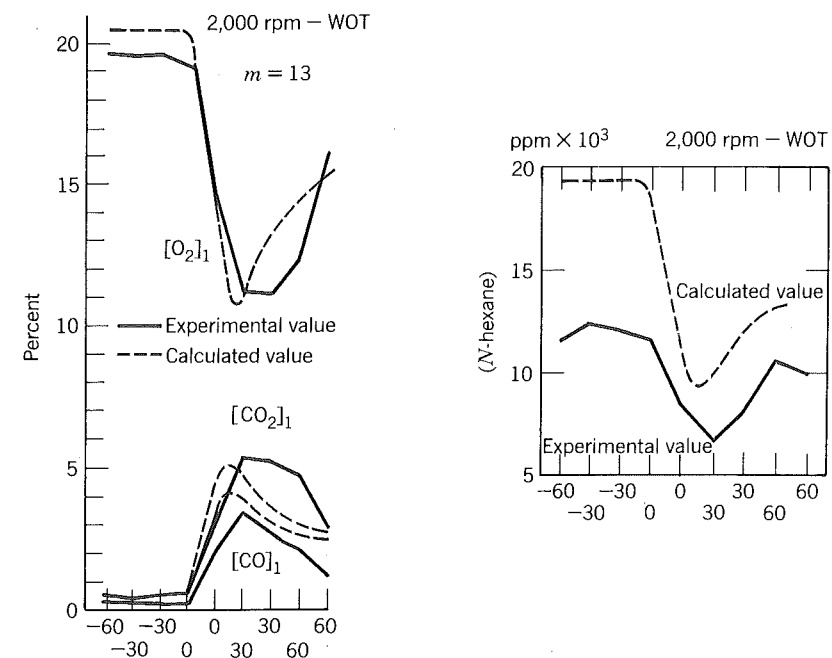 2,000 rpm – WOT
m = 13
20
15
10
5
0
Percent
[O₂]₁
Experimental value
Calculated value
[CO₂]₁
[CO]₁
–60 –30 0 30 60
–30 0 30 60
ppm × 10³ 2,000 rpm – WOT
20
15
10
5
(N-hexane)
Calculated value
Experimental value
–60 –30 0 30 60
–30 0 30 60